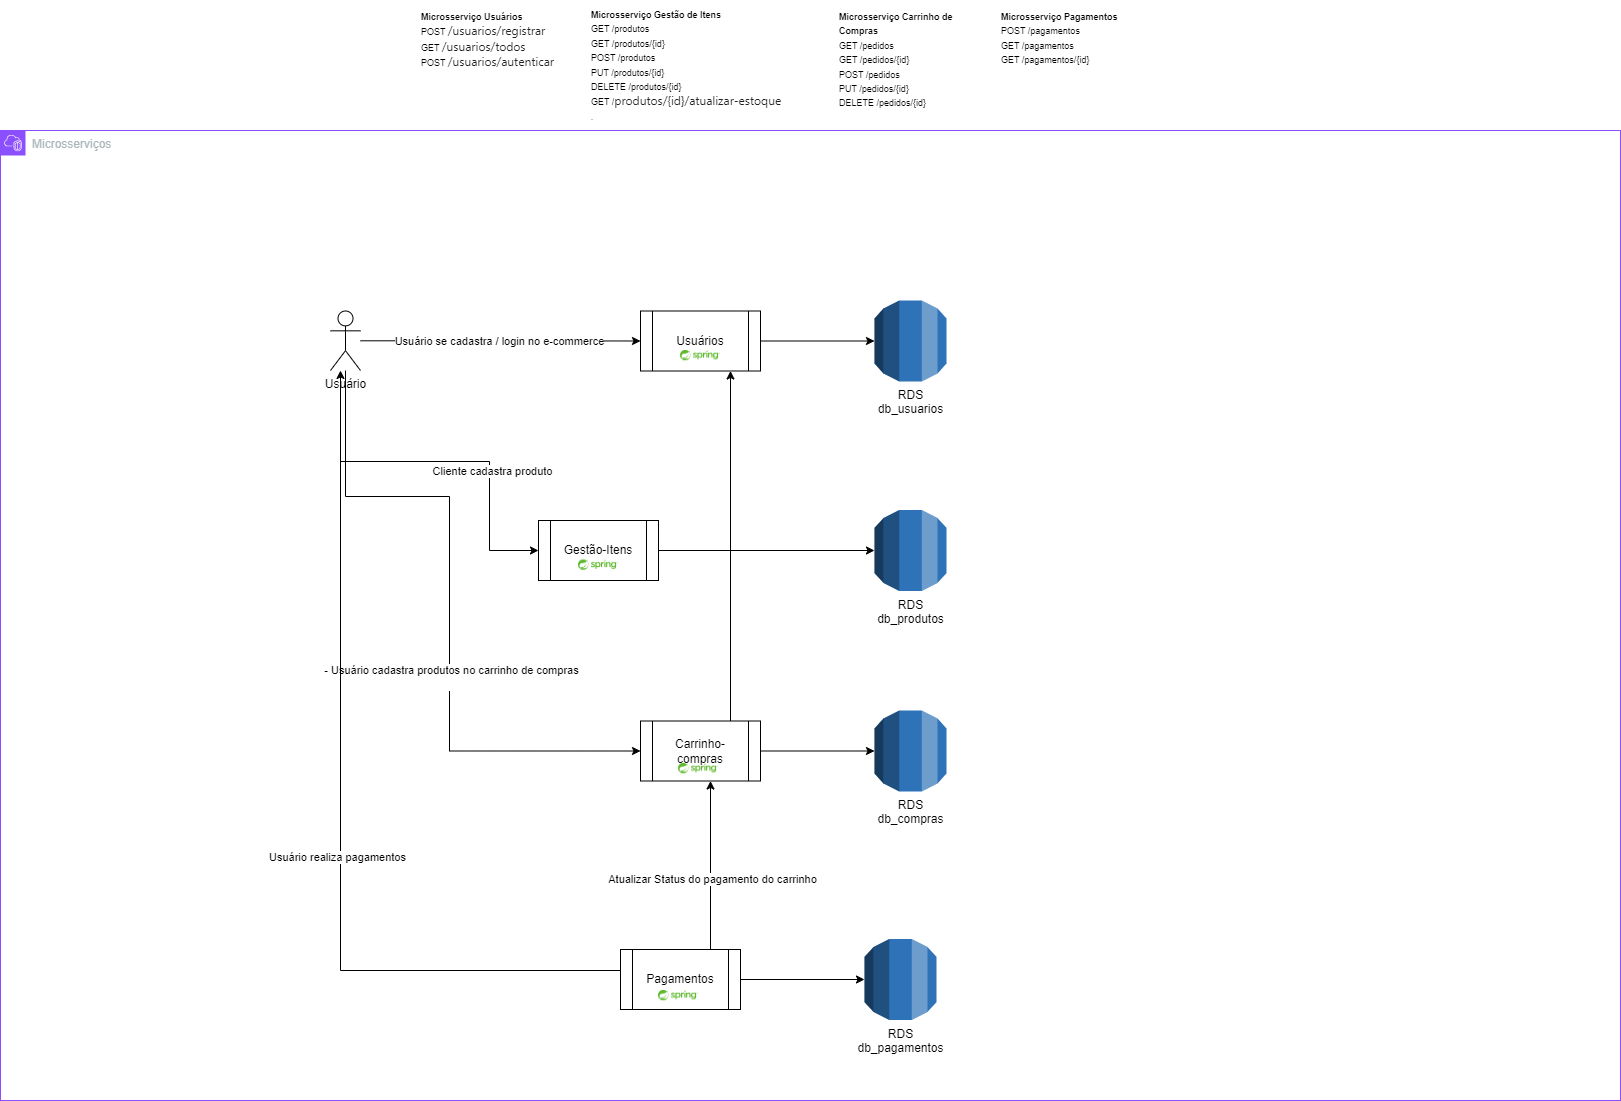 Microsserviço Usuários
POST /usuarios/registrar
GET /usuarios/todos
POST /usuarios/autenticar
Microsserviço Gestão de Itens
GET /produtos
GET /produtos/{id}
POST /produtos
PUT /produtos/{id}
DELETE /produtos/{id}
GET /produtos/{id}/atualizar-estoque
.
Microsserviço Carrinho de
Compras
GET /pedidos
GET /pedidos/{id}
POST /pedidos
PUT /pedidos/{id}
DELETE /pedidos/{id}
Microsserviço Pagamentos
POST /pagamentos
GET /pagamentos
GET /pagamentos/{id}
Microsserviços
Usuário
Usuário se cadastra / login no e-commerce
Usuários
spring
RDS
db_usuarios
Cliente cadastra produto
Gestão-Itens
spring
RDS
db_produtos
- Usuário cadastra produtos no carrinho de compras
Carrinho-
compras
spring
RDS
db_compras
Usuário realiza pagamentos
Atualizar Status do pagamento do carrinho
Pagamentos
spring
RDS
db_pagamentos